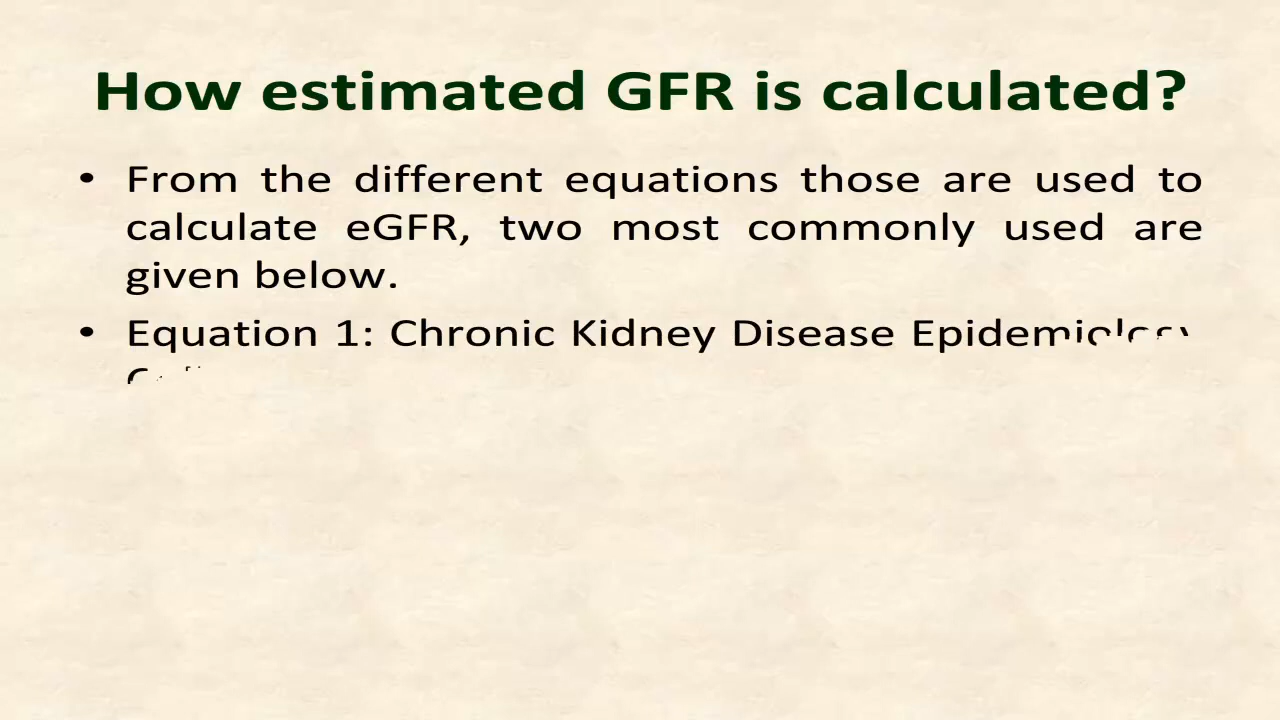 How estimated GFR is calculated?
• From the different equations those are used to
calculate eGFR, two most commonly used are
given below.
• Equation 1: Chronic Kidney Disease